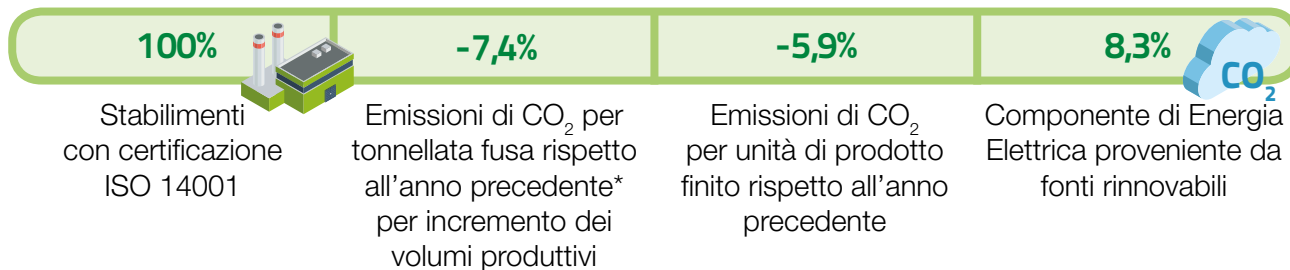 100%
-7,4%
-5,9%
8,3%
CO2
Stabilimenti
con certificazione
ISO 14001
Emissioni di CO2 per
tonnellata fusa rispetto
all'anno precedente*
per incremento dei
volumi produttivi
Emissioni di CO2
per unità di prodotto
finito rispetto all'anno
precedente
Componente di Energia
Elettrica proveniente da
fonti rinnovabili